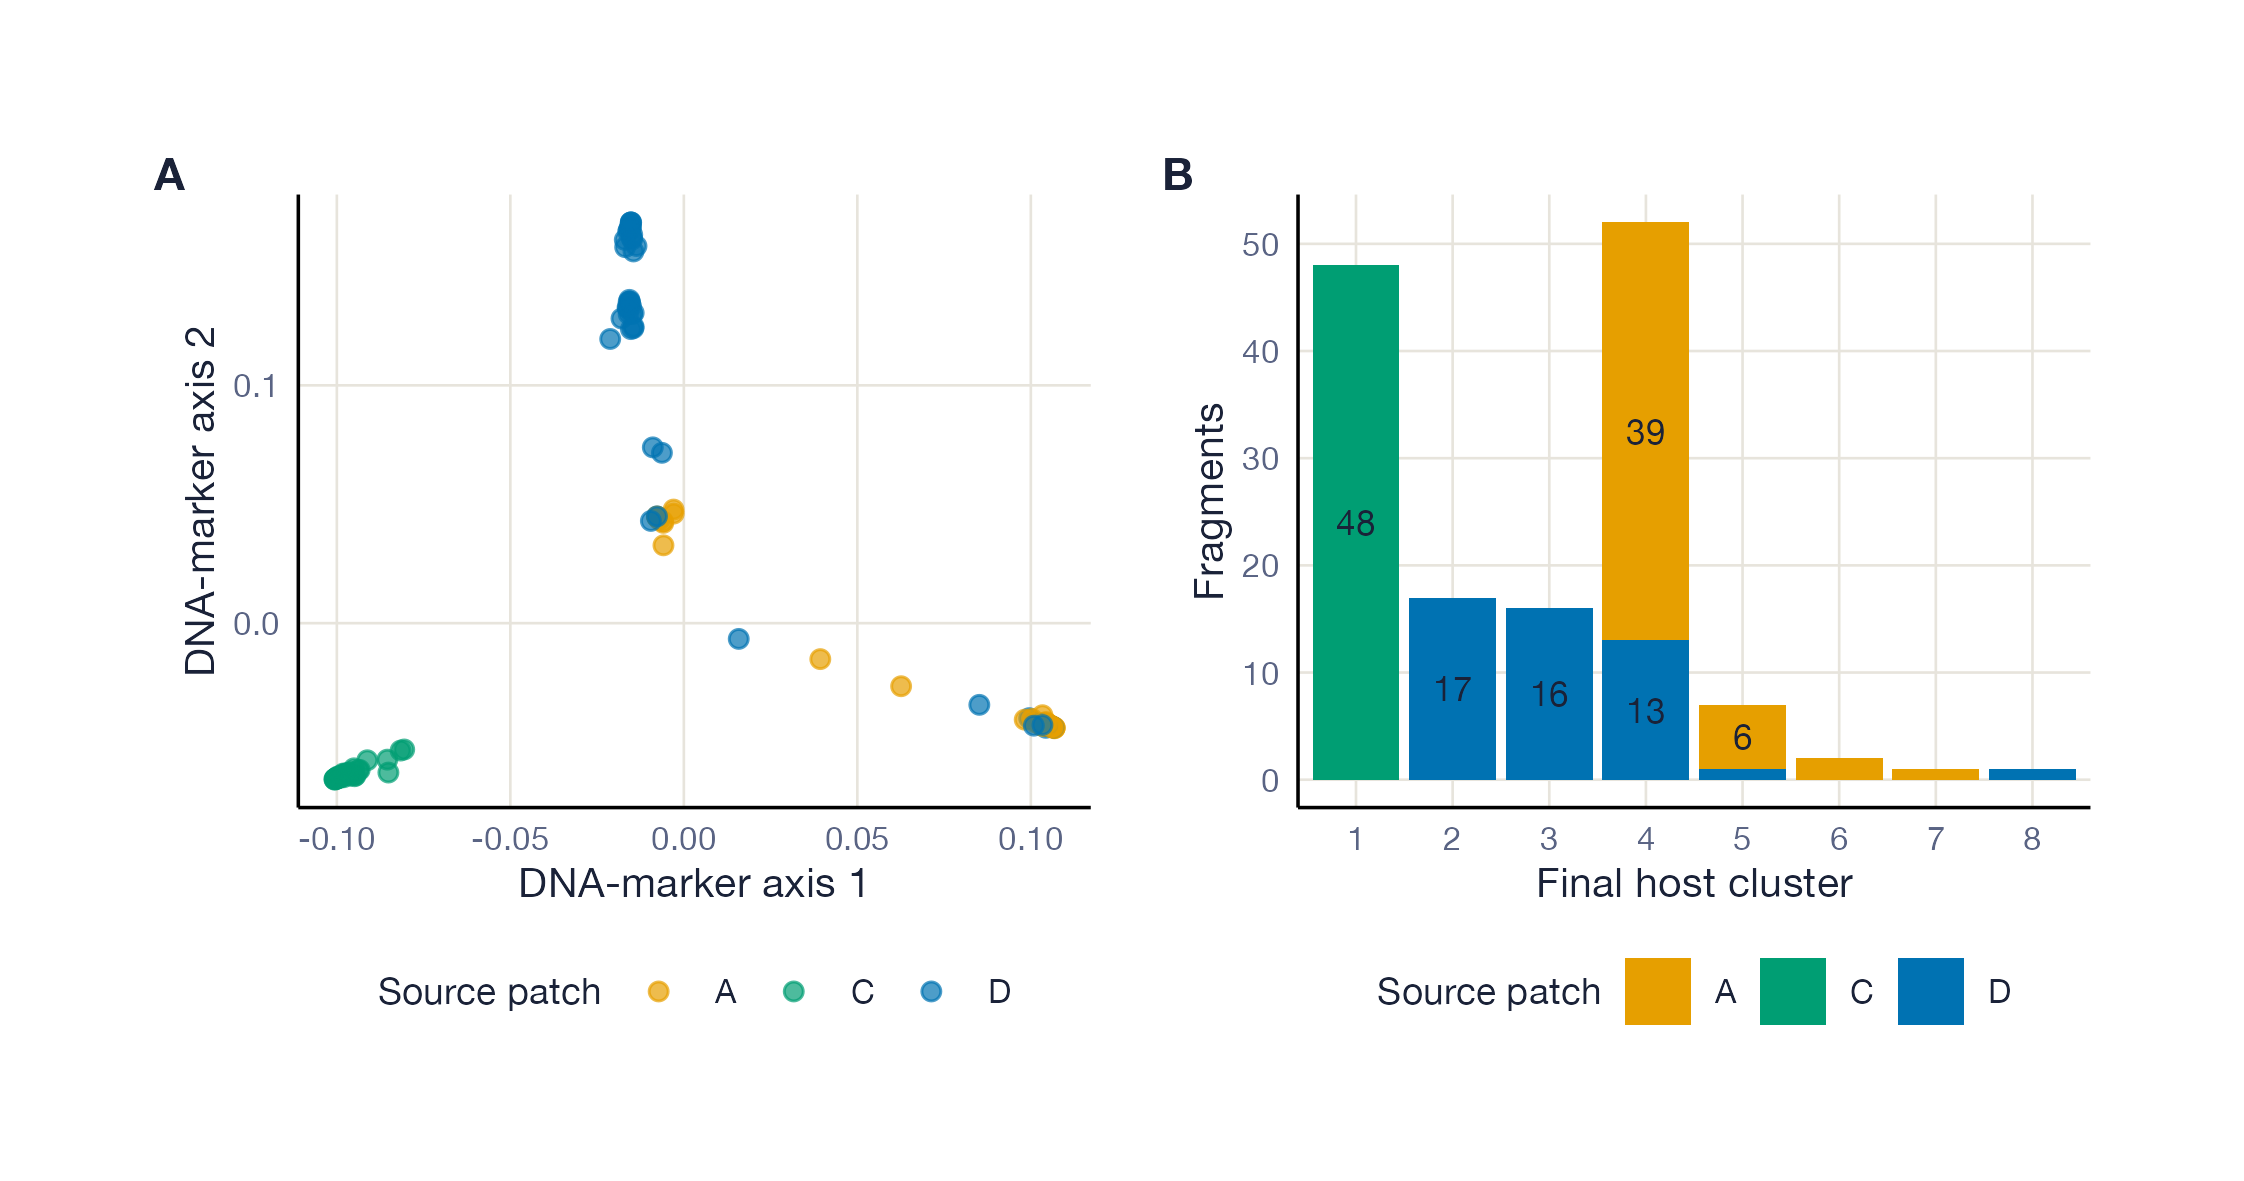 A
DNA-marker axis 2
0.1
0.0
-0.10 -0.05 0.00 0.05 0.10
DNA-marker axis 1
Source patch A C D
B
Fragments
50
40
30
20
10
0
48
17
16
39
13
6
1 2 3 4 5 6 7 8
Final host cluster
Source patch A C D